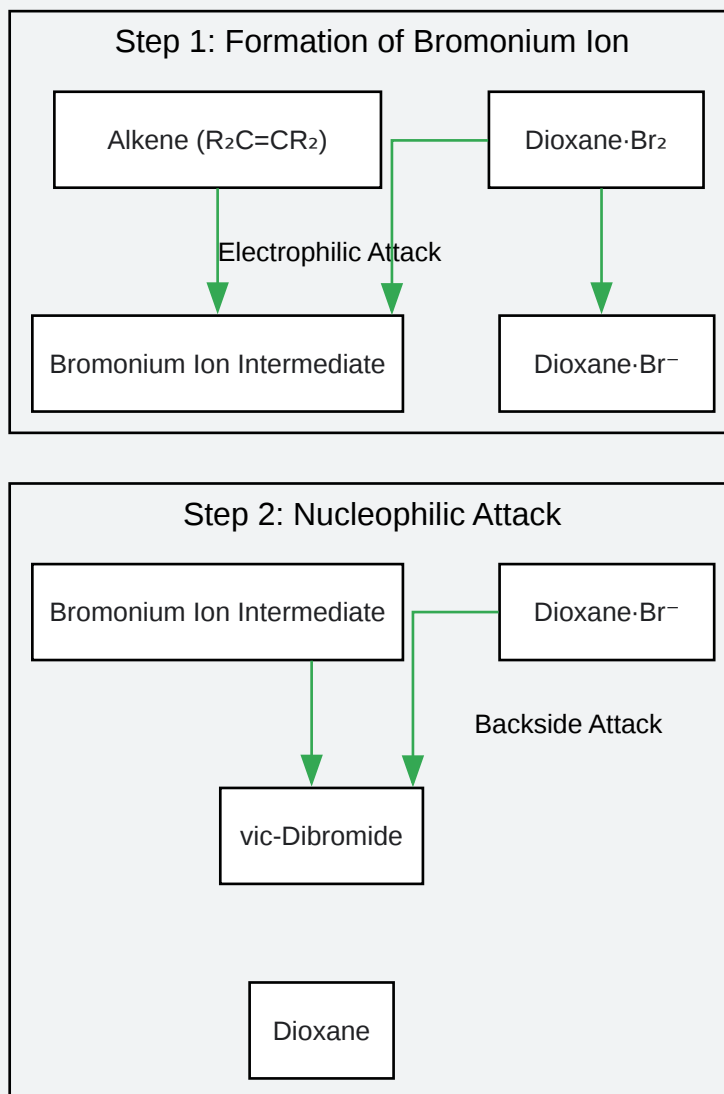 Step 1: Formation of Bromonium Ion
Alkene (R₂C=CR₂)
Dioxane·Br₂
Electrophilic Attack
Bromonium Ion Intermediate
Dioxane·Br⁻
Step 2: Nucleophilic Attack
Bromonium Ion Intermediate
Dioxane·Br⁻
Backside Attack
vic-Dibromide
Dioxane